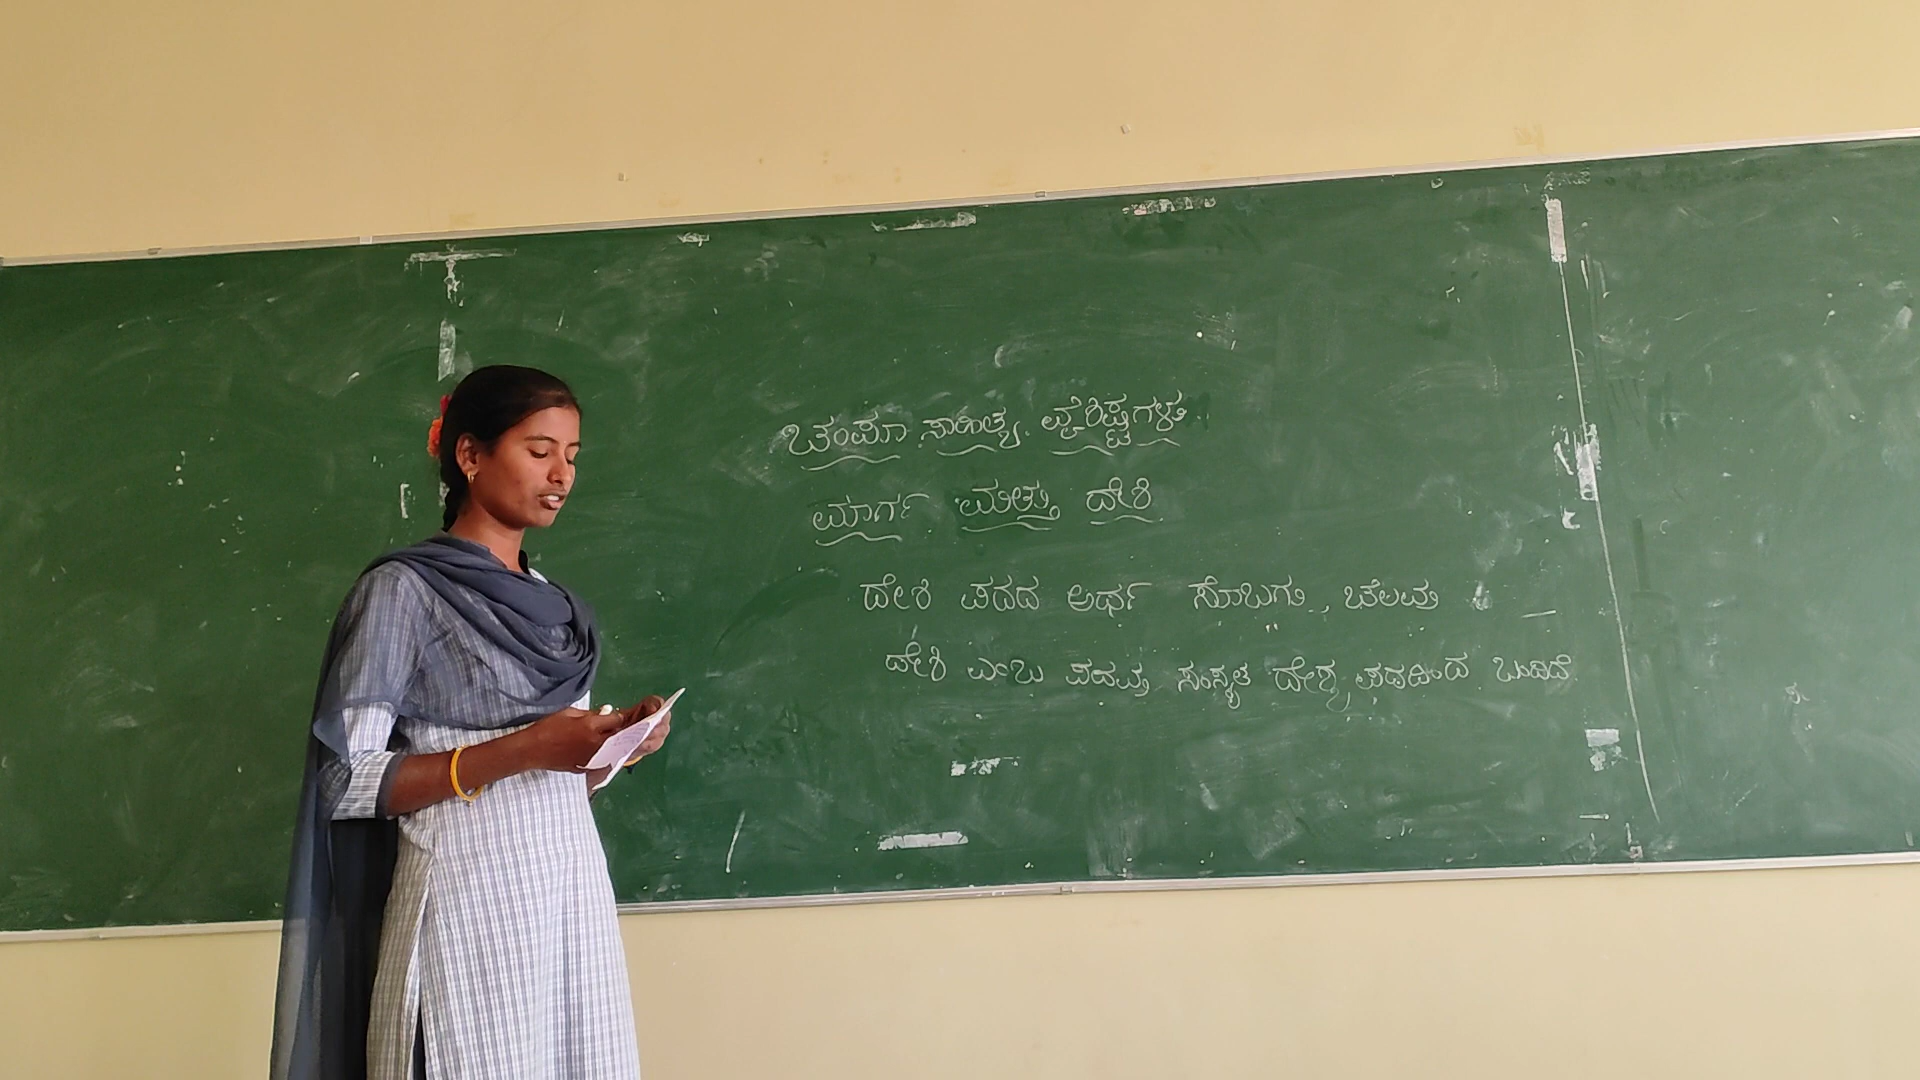 ಚಂಪೂ ಸಾಹಿತ್ಯ ವೈಶಿಷ್ಟ್ಯಗಳು
ಮಾರ್ಗ ಮತ್ತು ದೇಶಿ
ದೇಶಿ ಪದದ ಅರ್ಥ ಸೊಬಗು, ಚೆಲುವು
ದೇಶಿ ಎಂಬ ಪದವು ಸಂಸ್ಕೃತ ದೇಶ್ಯ ಪದದಿಂದ ಬಂದಿದೆ.